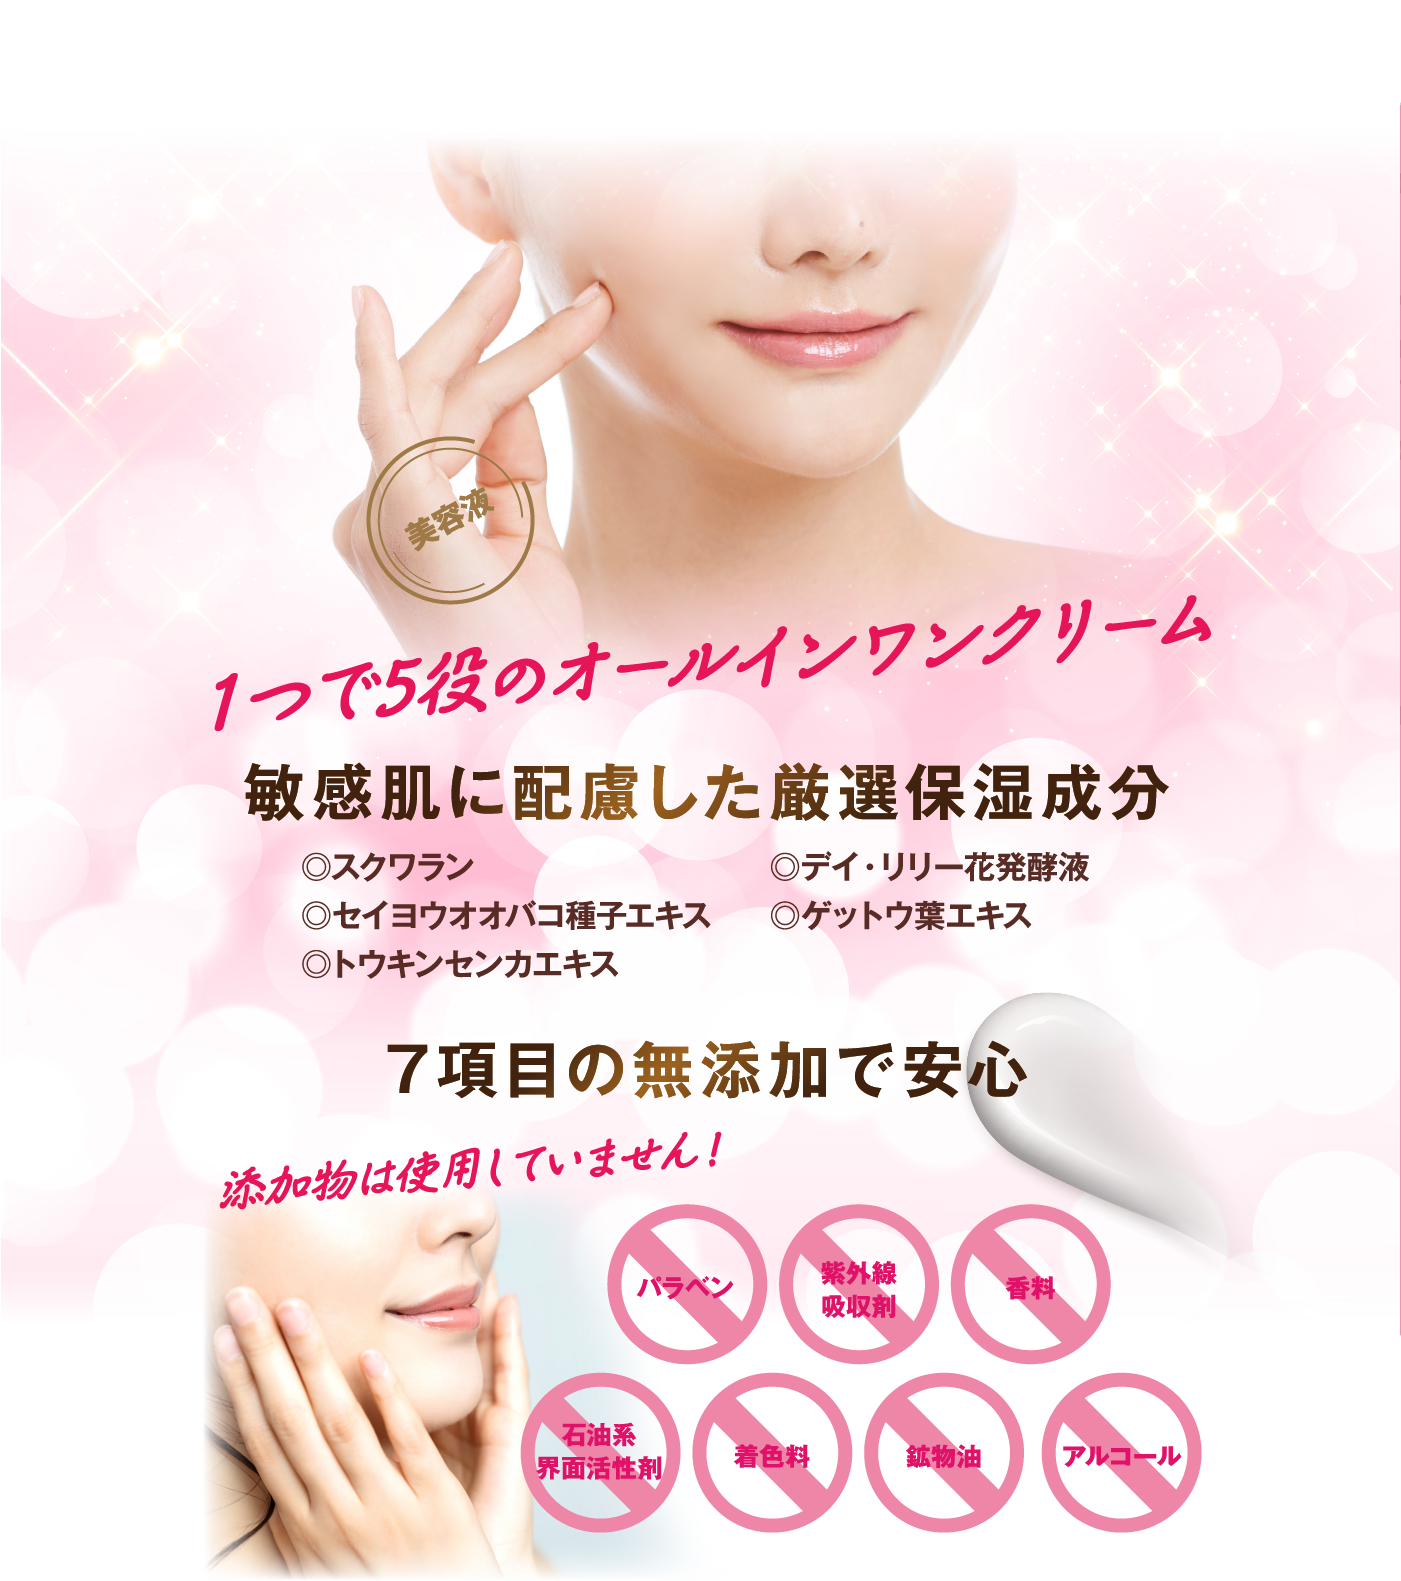 美容液
1つで5役のオールインワンクリーム
敏感肌に配慮した厳選保湿成分
◎スクワラン
◎デイ・リリー花発酵液
◎セイヨウオオバコ種子エキス
◎ゲットウ葉エキス
◎トウキンセンカエキス
7項目の無添加で安心
添加物は使用していません!
パラベン
紫外線
吸収剤
香料
石油系
界面活性剤
着色料
鉱物油
アルコール